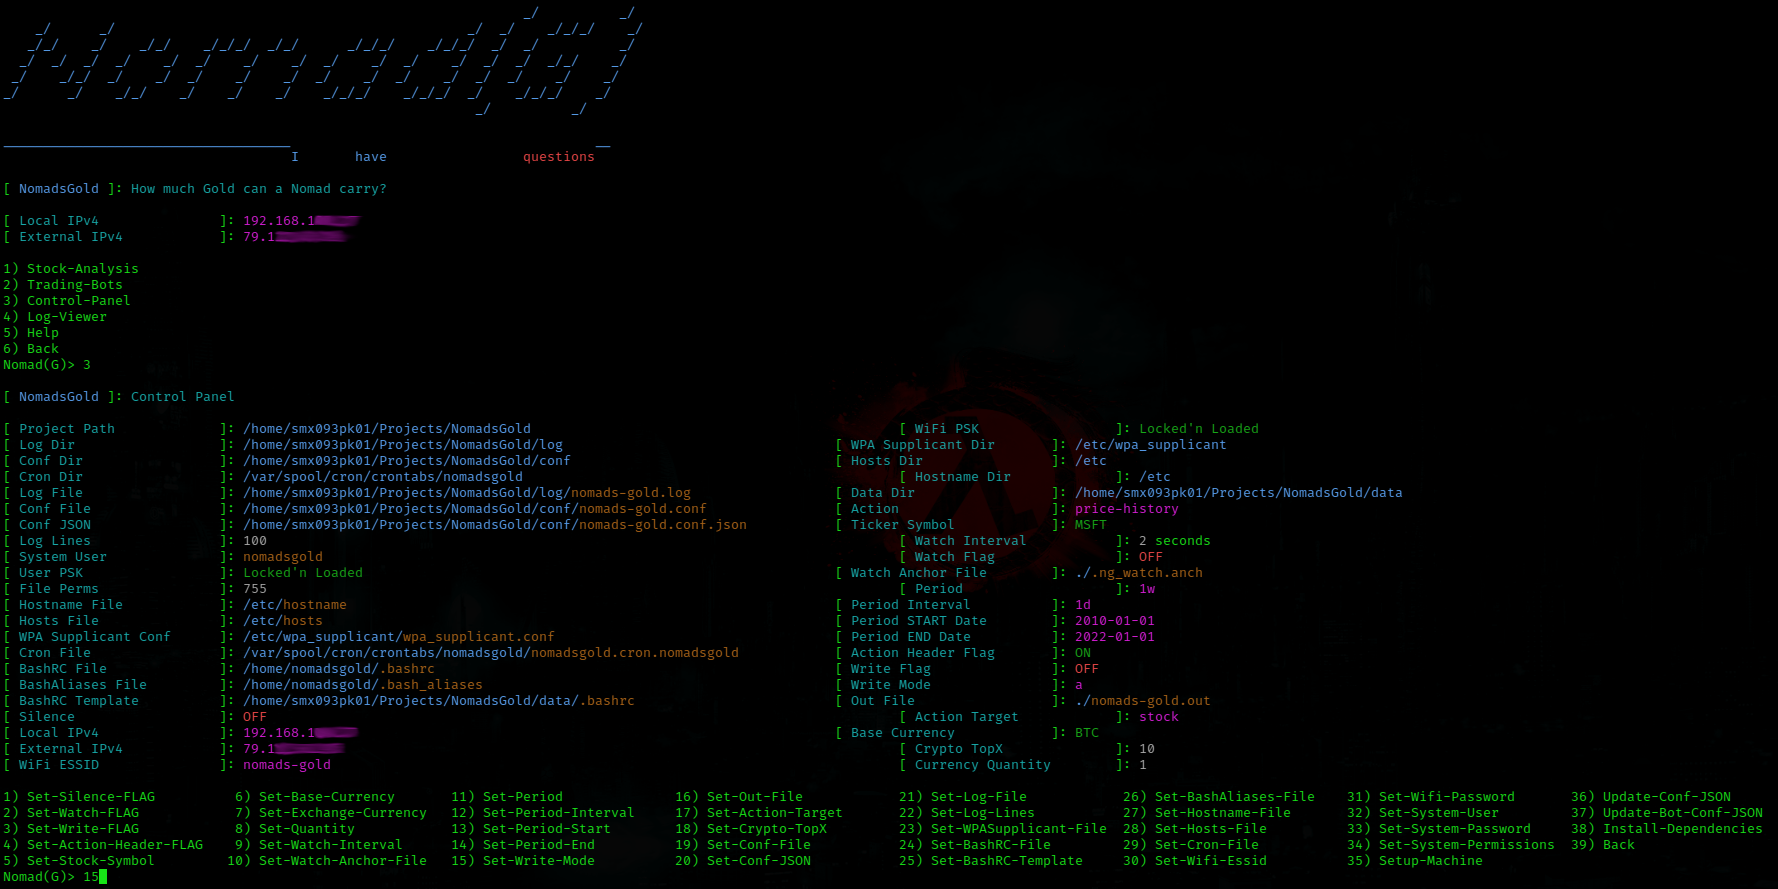 Nomad(G)
I have questions
[ NomadsGold ]: How much Gold can a Nomad carry?
[ Local IPv4 ]: 192.168.1
[ External IPv4 ]: 79.1
1) Stock-Analysis
2) Trading-Bots
3) Control-Panel
4) Log-Viewer
5) Help
6) Back
Nomad(G)> 3
[ NomadsGold ]: Control Panel
[ Project Path ]: /home/smx093pk01/Projects/NomadsGold [ WiFi PSK ]: Locked'n Loaded
[ Log Dir ]: /home/smx093pk01/Projects/NomadsGold/log [ WPA Supplicant Dir ]: /etc/wpa_supplicant
[ Conf Dir ]: /home/smx093pk01/Projects/NomadsGold/conf [ Hosts Dir ]: /etc
[ Cron Dir ]: /var/spool/cron/crontabs/nomadsgold [ Hostname Dir ]: /etc
[ Log File ]: /home/smx093pk01/Projects/NomadsGold/log/nomads-gold.log [ Data Dir ]: /home/smx093pk01/Projects/NomadsGold/data
[ Conf File ]: /home/smx093pk01/Projects/NomadsGold/conf/nomads-gold.conf [ Action ]: price-history
[ Conf JSON ]: /home/smx093pk01/Projects/NomadsGold/conf/nomads-gold.conf.json [ Ticker Symbol ]: MSFT
[ Log Lines ]: 100 [ Watch Interval ]: 2 seconds
[ System User ]: nomadsgold [ Watch Flag ]: OFF
[ User PSK ]: Locked'n Loaded [ Watch Anchor File ]: ./.ng_watch.anch
[ File Perms ]: 755 [ Period ]: 1w
[ Hostname File ]: /etc/hostname [ Period Interval ]: 1d
[ Hosts File ]: /etc/hosts [ Period START Date ]: 2010-01-01
[ WPA Supplicant Conf ]: /etc/wpa_supplicant/wpa_supplicant.conf [ Period END Date ]: 2022-01-01
[ Cron File ]: /var/spool/cron/crontabs/nomadsgold/nomadsgold.cron.nomadsgold [ Action Header Flag ]: ON
[ BashRC File ]: /home/nomadsgold/.bashrc [ Write Flag ]: OFF
[ BashAliases File ]: /home/nomadsgold/.bash_aliases [ Write Mode ]: a
[ BashRC Template ]: /home/smx093pk01/Projects/NomadsGold/data/.bashrc [ Out File ]: ./nomads-gold.out
[ Silence ]: OFF [ Action Target ]: stock
[ Local IPv4 ]: 192.168.1 [ Base Currency ]: BTC
[ External IPv4 ]: 79.1 [ Crypto TopX ]: 10
[ WiFi ESSID ]: nomads-gold [ Currency Quantity ]: 1
1) Set-Silence-FLAG 6) Set-Base-Currency 11) Set-Period 16) Set-Out-File 21) Set-Log-File 26) Set-BashAliases-File 31) Set-Wifi-Password 36) Update-Conf-JSON
2) Set-Watch-FLAG 7) Set-Exchange-Currency 12) Set-Period-Interval 17) Set-Action-Target 22) Set-Log-Lines 27) Set-Hostname-File 32) Set-System-User 37) Update-Bot-Conf-JSON
3) Set-Write-FLAG 8) Set-Quantity 13) Set-Period-Start 18) Set-Crypto-TopX 23) Set-WPASupplicant-File 28) Set-Hosts-File 33) Set-System-Password 38) Install-Dependencies
4) Set-Action-Header-FLAG 9) Set-Watch-Interval 14) Set-Period-End 19) Set-Conf-File 24) Set-BashRC-File 29) Set-Cron-File 34) Set-System-Permissions 39) Back
5) Set-Stock-Symbol 10) Set-Watch-Anchor-File 15) Set-Write-Mode 20) Set-Conf-JSON 25) Set-BashRC-Template 30) Set-Wifi-Essid 35) Setup-Machine
Nomad(G)> 15